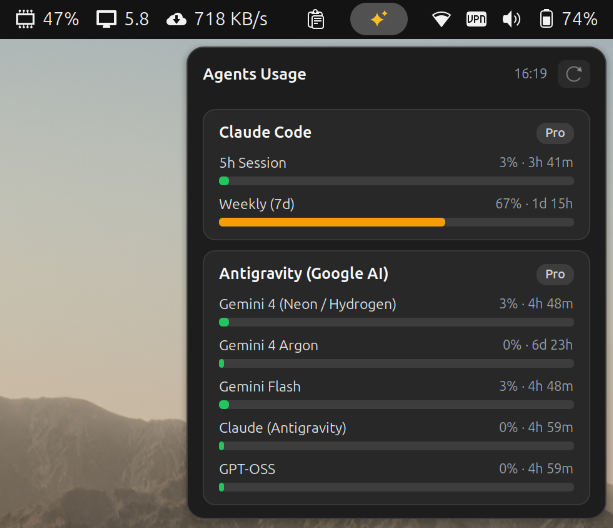 47% 5.8 718 KB/s VPN 74%
Agents Usage 16:19
Claude Code Pro
5h Session 3% · 3h 41m
Weekly (7d) 67% · 1d 15h
Antigravity (Google AI) Pro
Gemini 4 (Neon / Hydrogen) 3% · 4h 48m
Gemini 4 Argon 0% · 6d 23h
Gemini Flash 3% · 4h 48m
Claude (Antigravity) 0% · 4h 59m
GPT-OSS 0% · 4h 59m